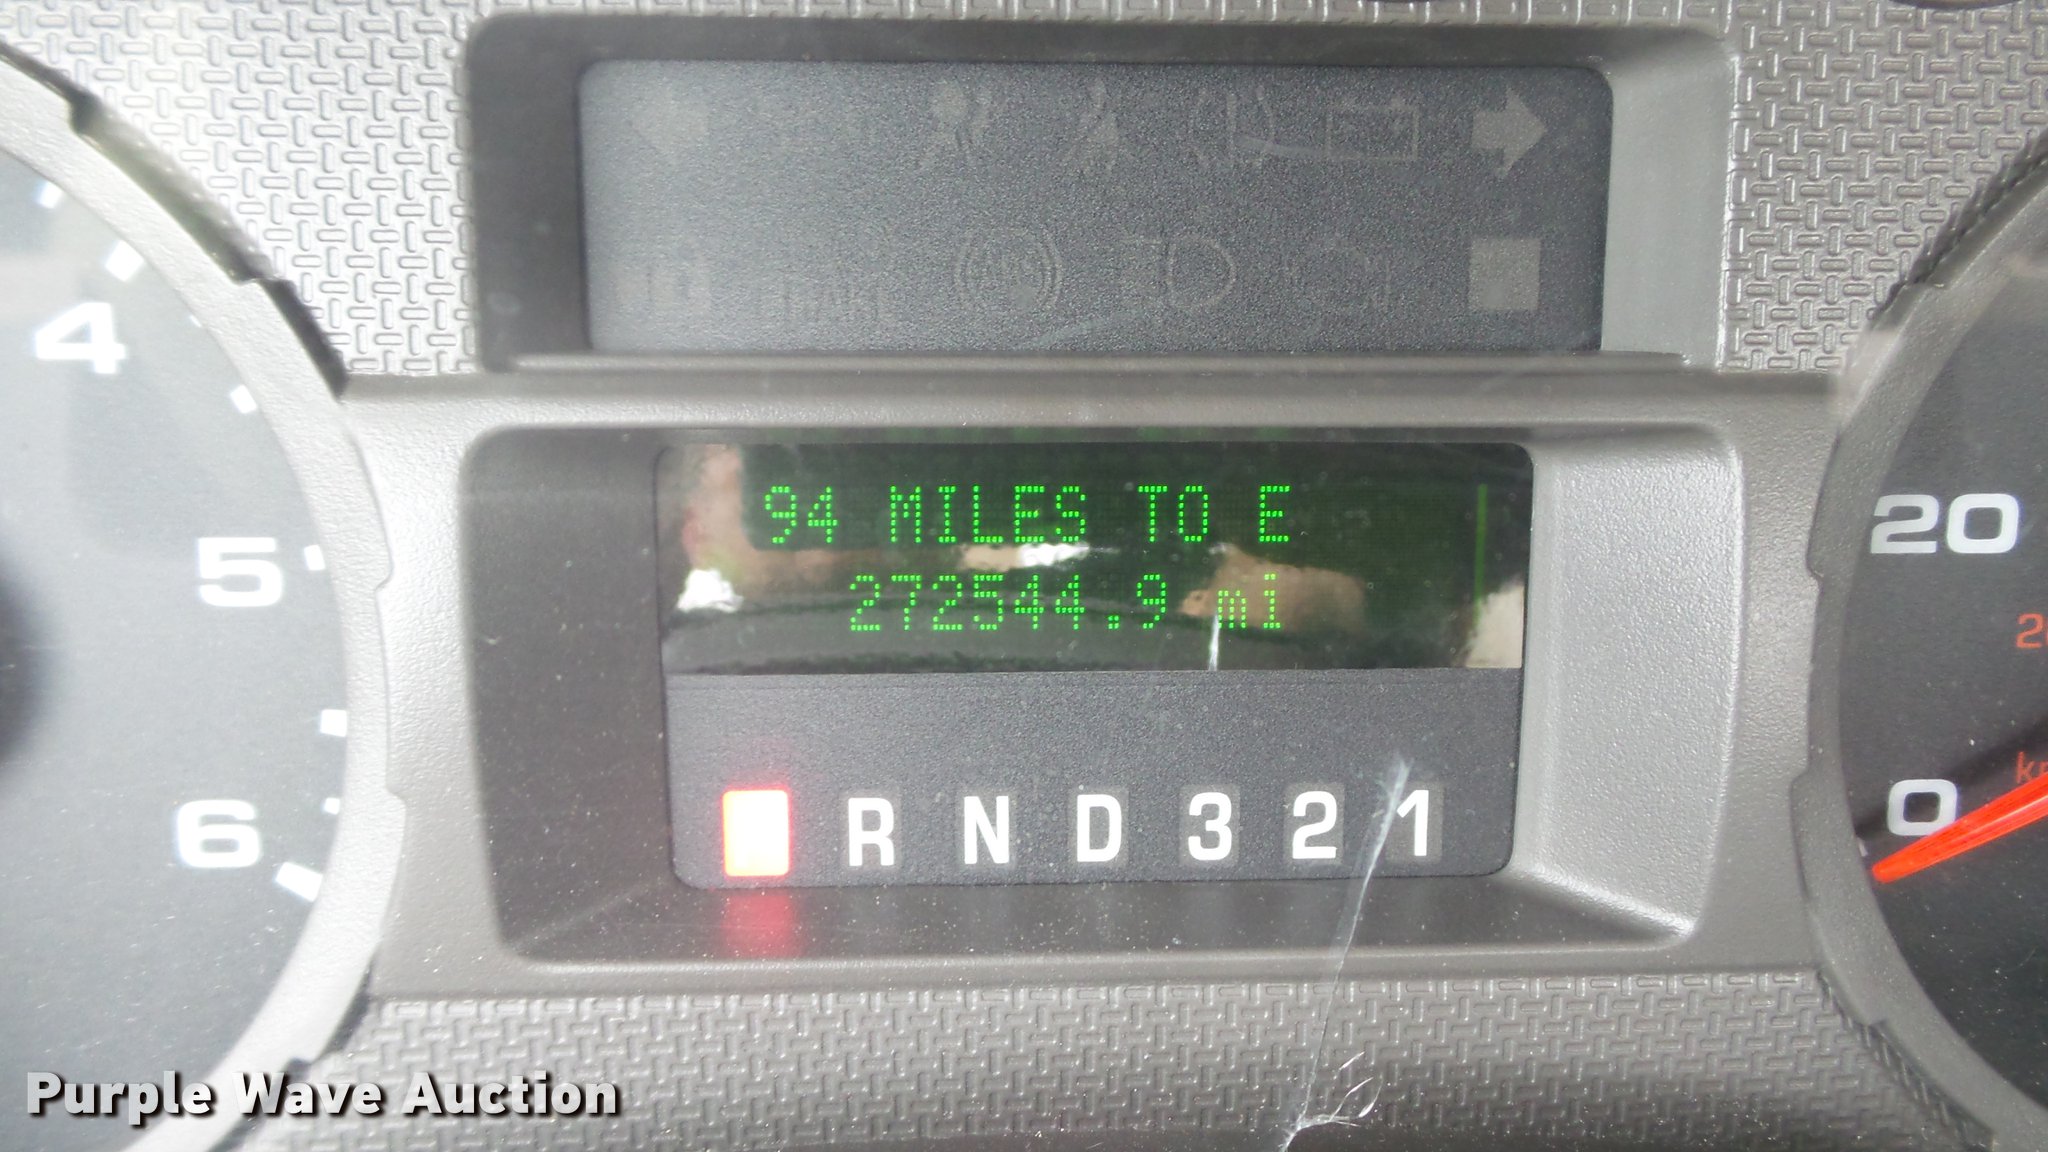 4
5
6
94 MILES TO E
272544.9 mi
R N D 3 2 1
20
0
Purple Wave Auction